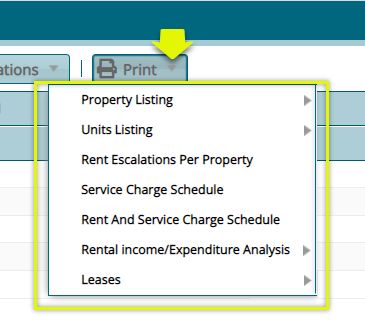 ations
Print
Property Listing
Units Listing
Rent Escalations Per Property
Service Charge Schedule
Rent And Service Charge Schedule
Rental income/Expenditure Analysis
Leases